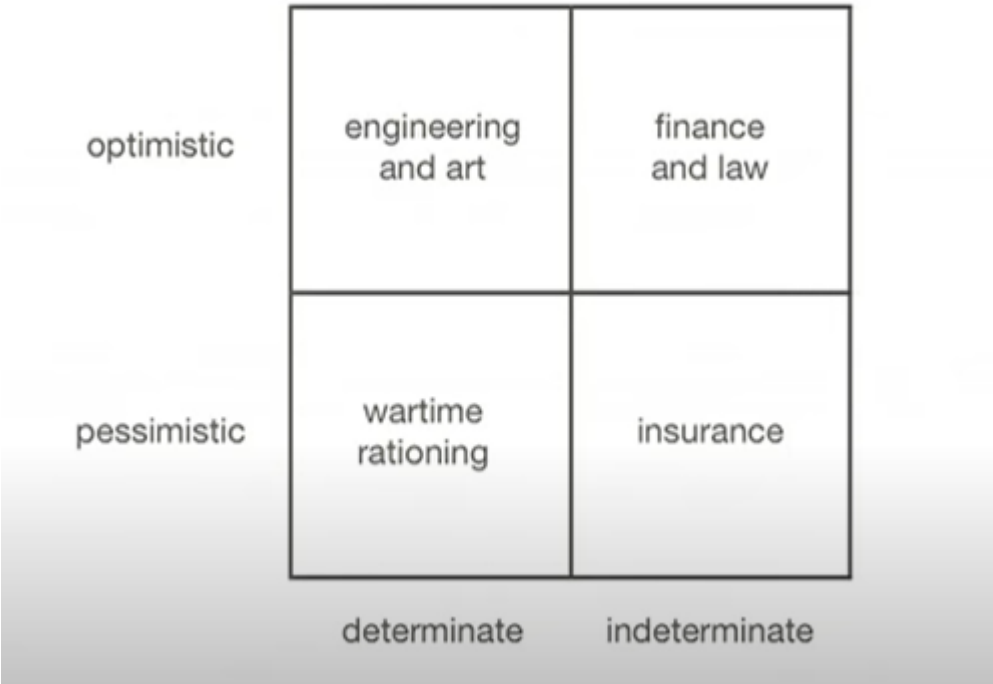 optimistic
engineering
and art
finance
and law
pessimistic
wartime
rationing
insurance
determinate
indeterminate